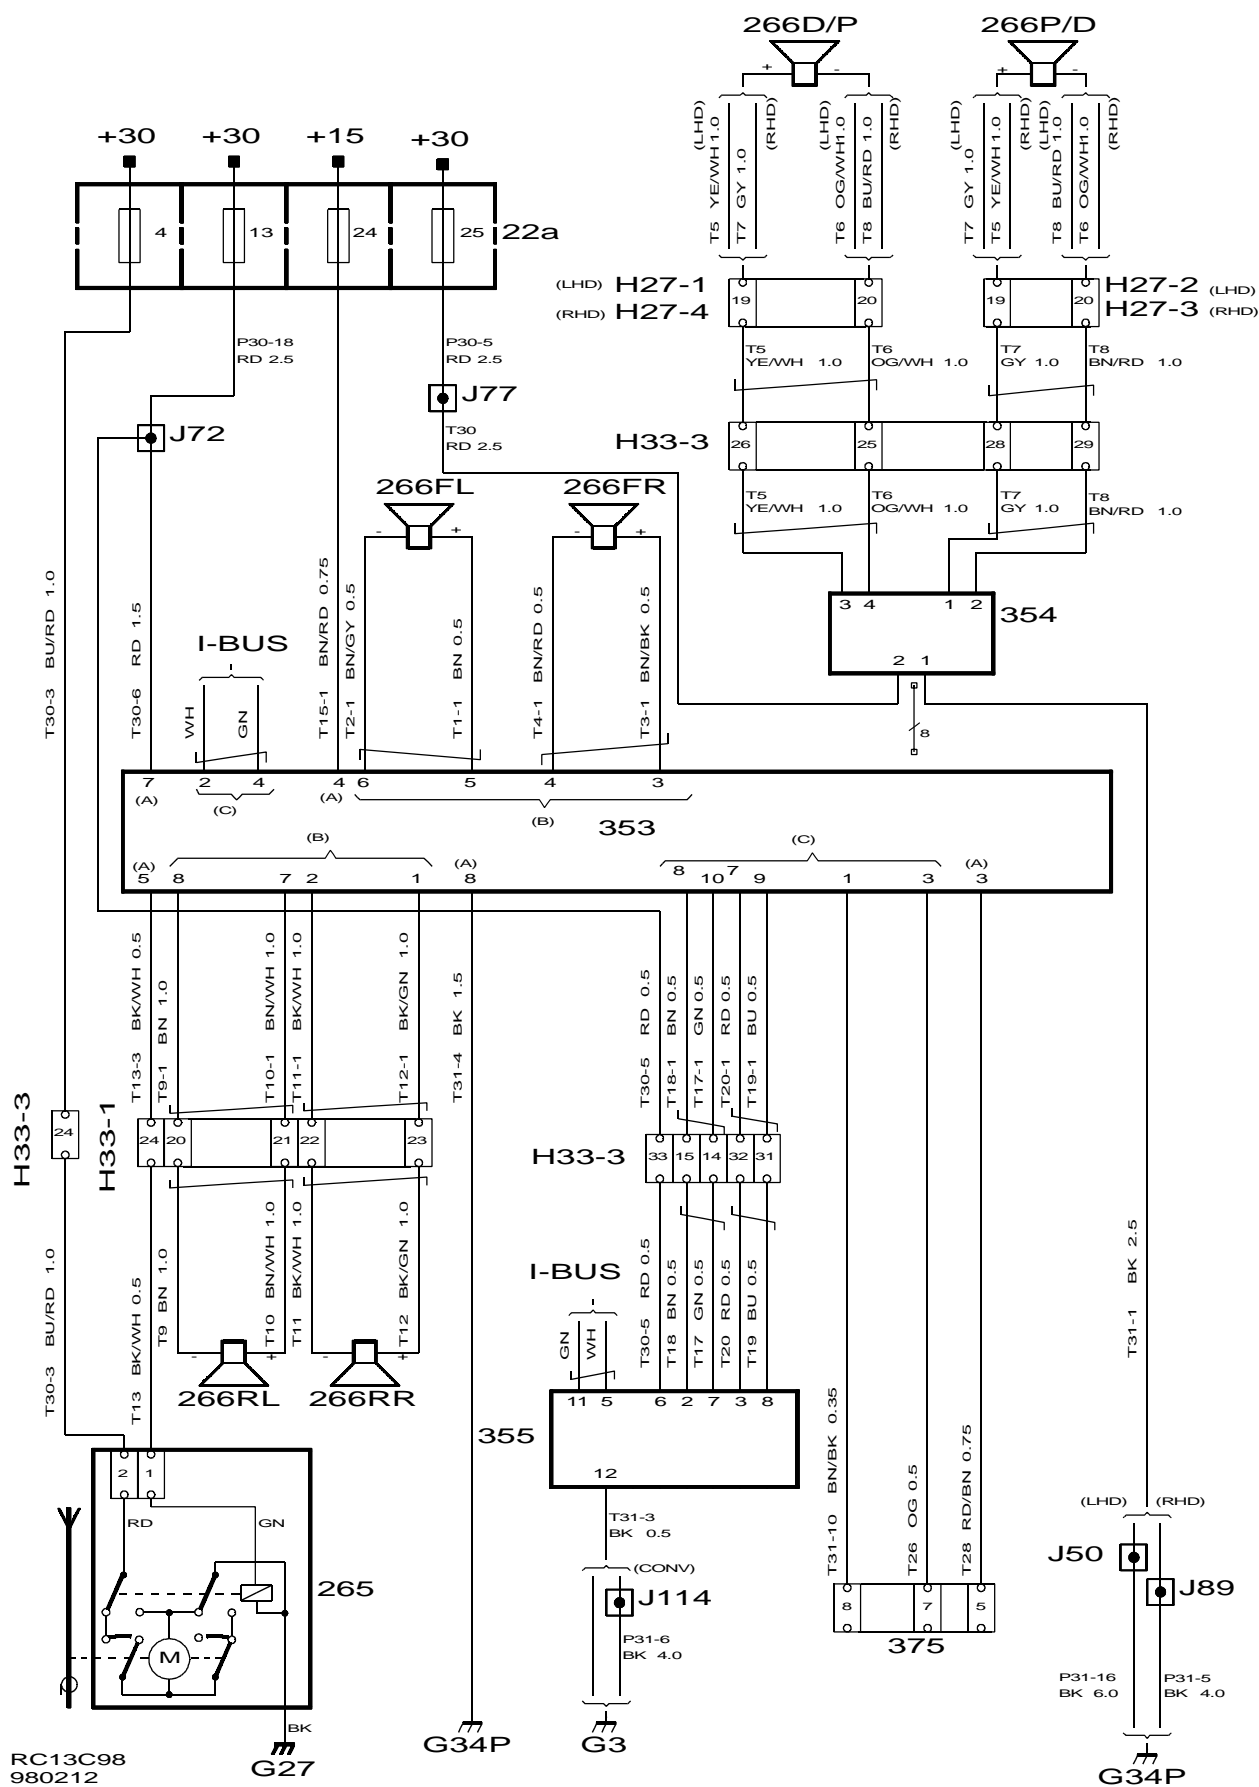 266D/P 266P/D
+ - + -
(LHD) T5 YE/WH 1.0
T7 GY 1.0 (RHD)
(LHD) T6 OG/WH1.0
T8 BU/RD 1.0 (RHD)
(LHD) T7 GY 1.0
T5 YE/WH1.0 (RHD)
(LHD) T8 BU/RD 1.0
T6 OG/WH1.0 (RHD)
+30 +30 +15 +30
4 13 24 25 22a
(LHD) H27-1
(RHD) H27-4
19 20 19 20
H27-2 (LHD)
H27-3 (RHD)
P30-18
RD 2.5
P30-5
RD 2.5
J77
J72
T30
RD 2.5
T5
YE/WH 1.0
T6
OG/WH 1.0
T7
GY 1.0
T8
BN/RD 1.0
H33-3
26 25 28 29
T5
YE/WH 1.0
T6
OG/WH 1.0
T7
GY 1.0
T8
BN/RD 1.0
266FL 266FR
- + - +
T30-3 BU/RD 1.0
T30-6 RD 1.5
I-BUS
WH
GN
T15-1 BN/RD 0.75
T2-1 BN/GY 0.5
T1-1 BN 0.5
T4-1 BN/RD 0.5
T3-1 BN/BK 0.5
3 4 1 2
354
2 1
8
7 2 4 4 6 5 4 3
(A) (C) (A) (B)
353
(B) (C)
(A) (A) (A)
5 8 7 2 1 8 8 10 7 9 1 3 3
T13-3 BK/WH 0.5
T9-1 BN 1.0
T10-1 BN/WH 1.0
T11-1 BK/WH 1.0
T12-1 BK/GN 1.0
T31-4 BK 1.5
T30-5 RD 0.5
T18-1 BN 0.5
T17-1 GN 0.5
T20-1 RD 0.5
T19-1 BU 0.5
H33-3
24
H33-1
24 20 21 22 23
H33-3
33 15 14 32 31
T30-3 BU/RD 1.0
T13 BK/WH 0.5
T9 BN 1.0
T10 BN/WH 1.0
T11 BK/WH 1.0
T12 BK/GN 1.0
- + - +
266RL 266RR
I-BUS
GN
WH
T30-5 RD 0.5
T18 BN 0.5
T17 GN 0.5
T20 RD 0.5
T19 BU 0.5
11 5 6 2 7 3 8
355
12
T31-10 BN/BK 0.35
T26 OG 0.5
T28 RD/BN 0.75
T31-1 BK 2.5
2 1
RD GN
265
M
T31-3
BK 0.5
(CONV)
J114
P31-6
BK 4.0
8 7 5
375
(LHD) (RHD)
J50
J89
P31-16
BK 6.0
P31-5
BK 4.0
BK
G27
G34P
G3
G34P
RC13C98
980212